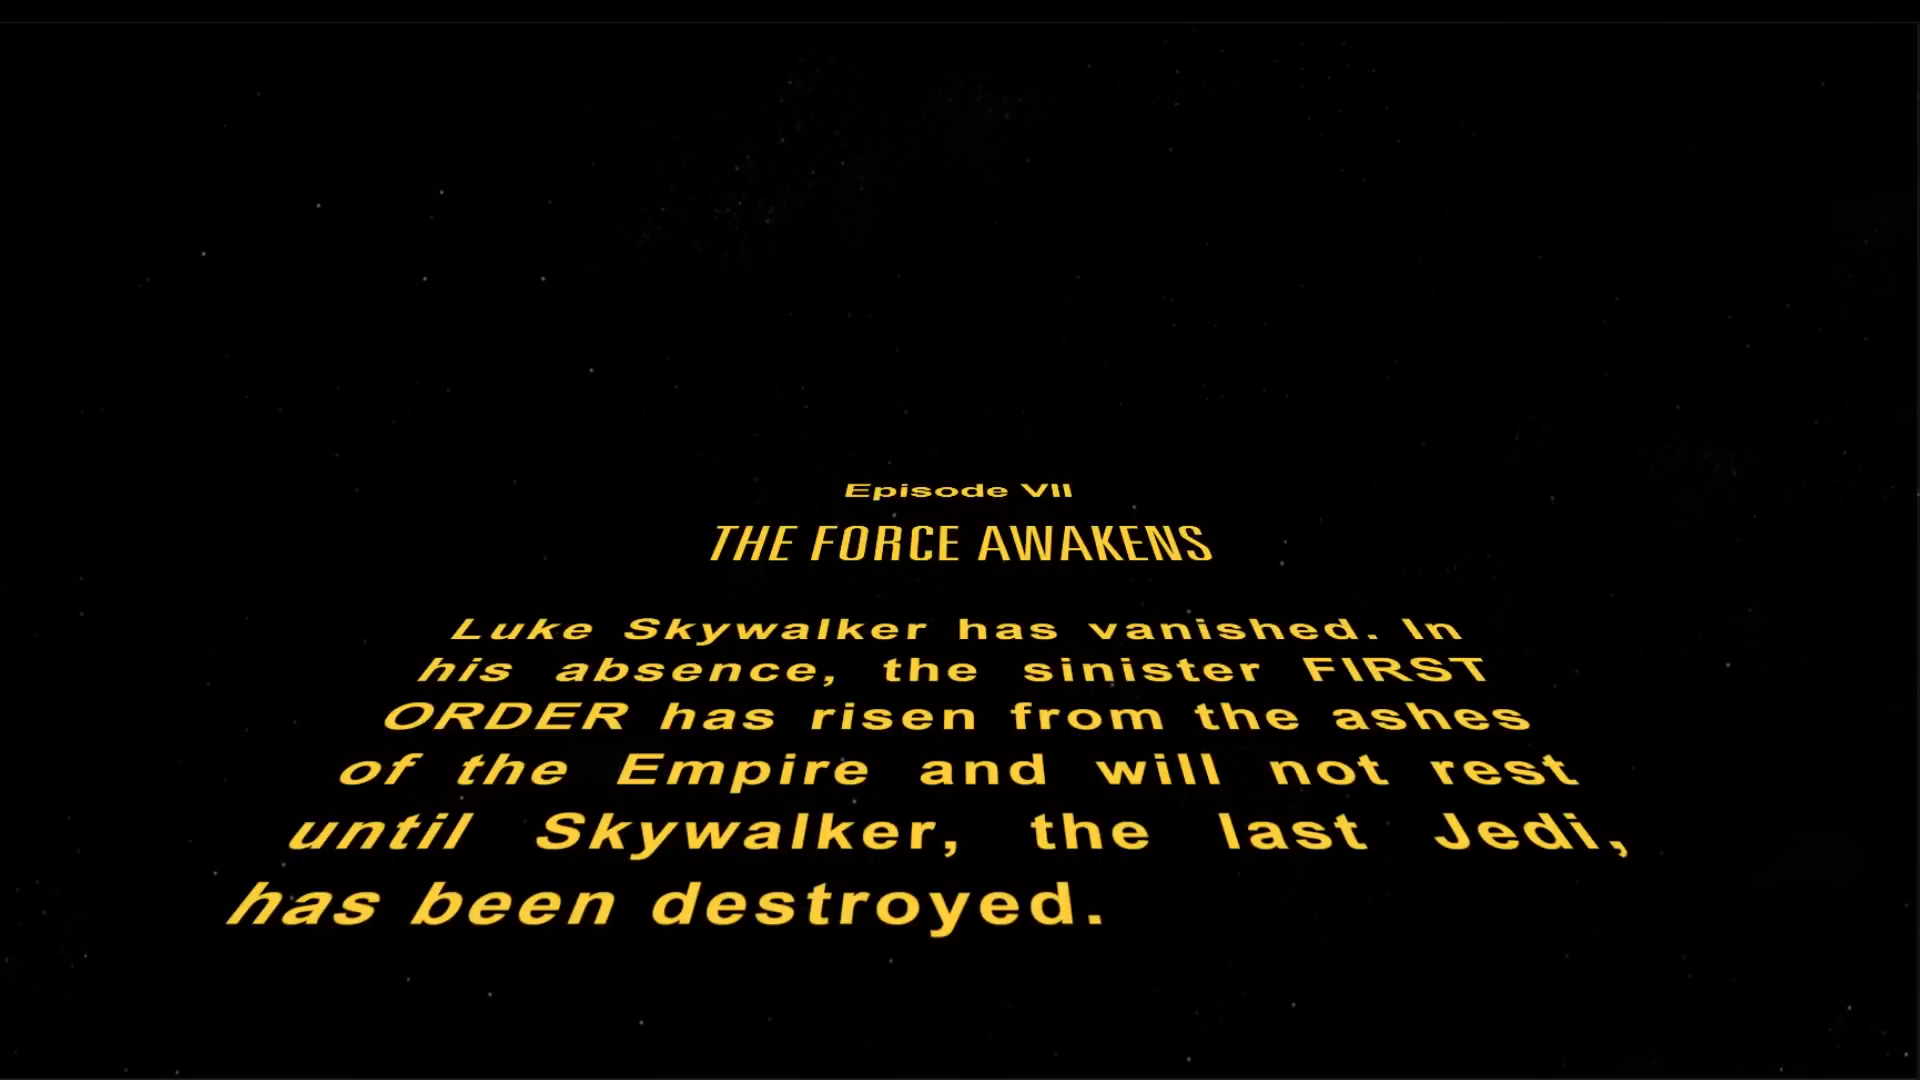 Episode VII
THE FORCE AWAKENS
Luke Skywalker has vanished. In
his absence, the sinister FIRST
ORDER has risen from the ashes
of the Empire and will not rest
until Skywalker, the last Jedi,
has been destroyed.